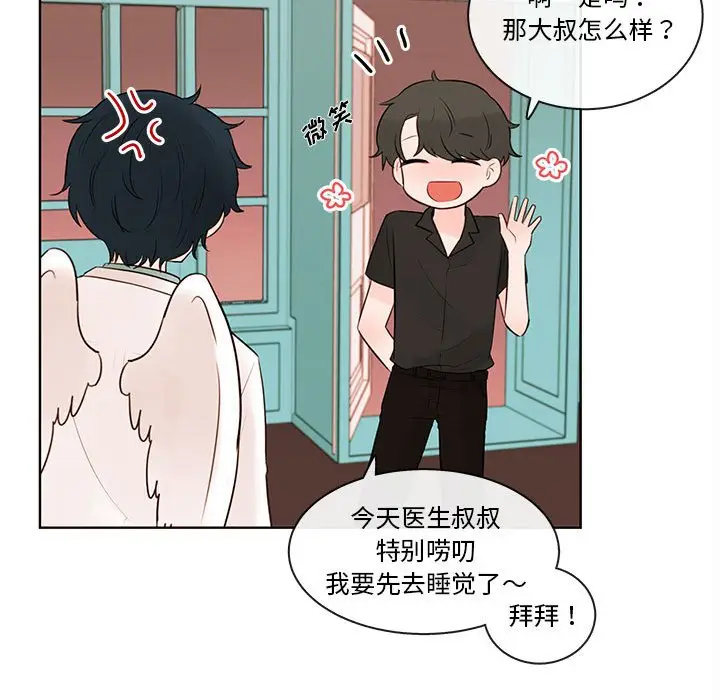 那大叔怎么样？
微笑
今天医生叔叔
特别唠叨
我要先去睡觉了～
拜拜！